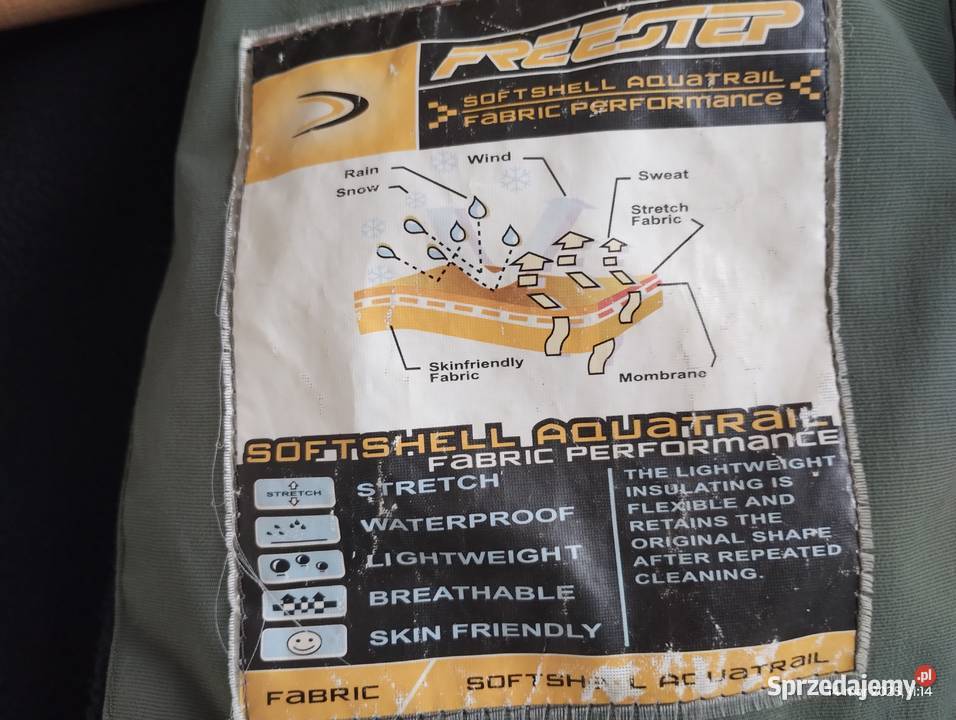 FREESTEP
SOFTSHELL AQUATRAIL
FABRIC PERFORMANCE
Wind
Rain
Snow
Sweat
Stretch
Fabric
Skinfriendly
Fabric
Mombrane
SOFTSHELL AQUATRAIL
FABRIC PERFORMANCE
STRETCH
STRETCH
WATERPROOF
LIGHTWEIGHT
BREATHABLE
SKIN FRIENDLY
THE LIGHTWEIGHT
INSULATING IS
FLEXIBLE AND
RETAINS THE
ORIGINAL SHAPE
AFTER REPEATED
CLEANING.
FABRIC
SOFTSH L AQUATRAIL
Sprzedajemy.pl